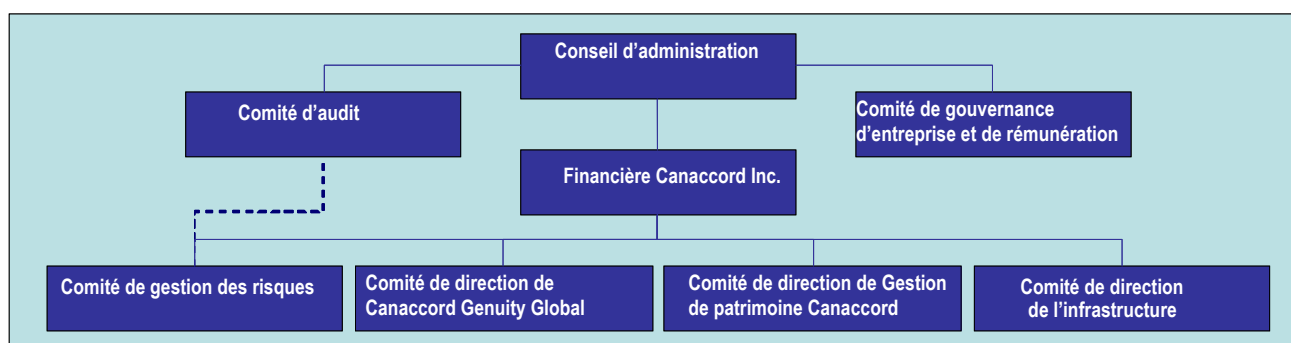 Conseil d’administration
Comité d’audit
Comité de gouvernance
d’entreprise et de rémunération
Financière Canaccord Inc.
Comité de gestion des risques
Comité de direction de
Canaccord Genuity Global
Comité de direction de Gestion
de patrimoine Canaccord
Comité de direction
de l’infrastructure